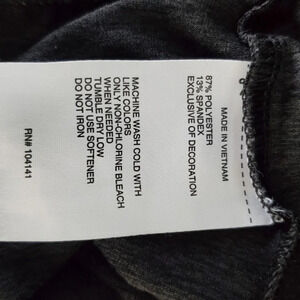 MADE IN VIETNAM
87% POLYESTER
13% SPANDEX
EXCLUSIVE OF DECORATION
MACHINE WASH COLD WITH
LIKE COLORS
ONLY NON-CHLORINE BLEACH
WHEN NEEDED
TUMBLE DRY LOW
DO NOT USE SOFTENER
DO NOT IRON
RN# 104141